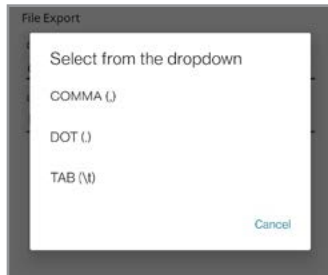 File Export
Select from the dropdown
COMMA (,)
DOT (.)
TAB (\t)
Cancel